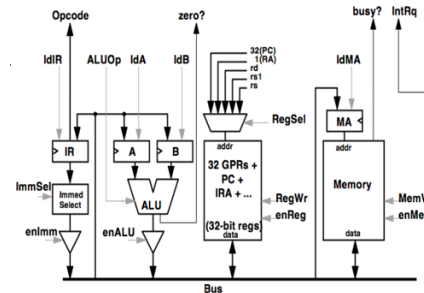 Opcode
zero?
busy?
IntRq
ldIR
ALUOp
ldA
ldB
32(PC)
1(RA)
rd
rs1
rs
ldMA
RegSel
MA
addr
addr
IR
A
B
ImmSel
Immed
Select
ALU
32 GPRs +
PC +
IRA + ...
(32-bit regs)
data
RegWr
enReg
Memory
data
enImm
enALU
Bus